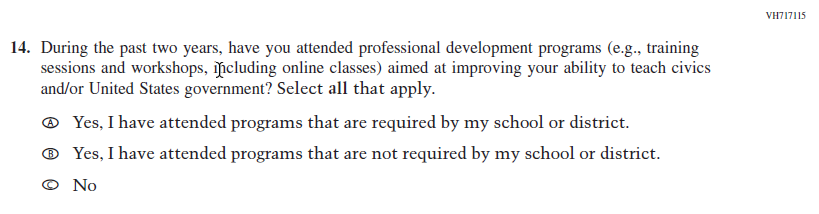 VH717115
14. During the past two years, have you attended professional development programs (e.g., training
sessions and workshops, including online classes) aimed at improving your ability to teach civics
and/or United States government? Select all that apply.
A Yes, I have attended programs that are required by my school or district.
B Yes, I have attended programs that are not required by my school or district.
C No